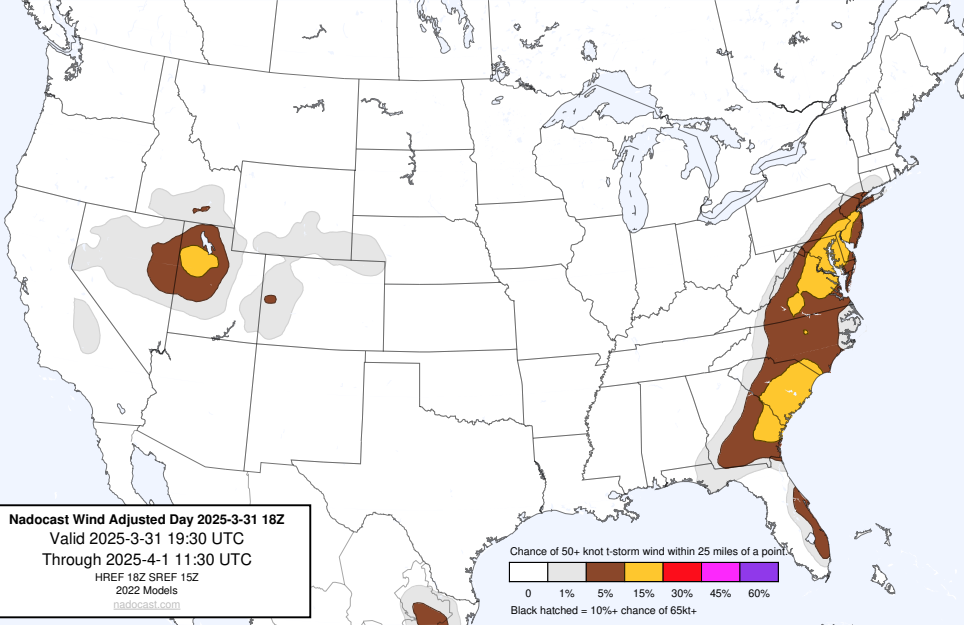 Nadocast Wind Adjusted Day 2025-3-31 18Z
Valid 2025-3-31 19:30 UTC
Through 2025-4-1 11:30 UTC
HREF 18Z SREF 15Z
2022 Models
nadocast.com
Chance of 50+ knot t-storm wind within 25 miles of a point.
0 1% 5% 15% 30% 45% 60%
Black hatched = 10%+ chance of 65kt+